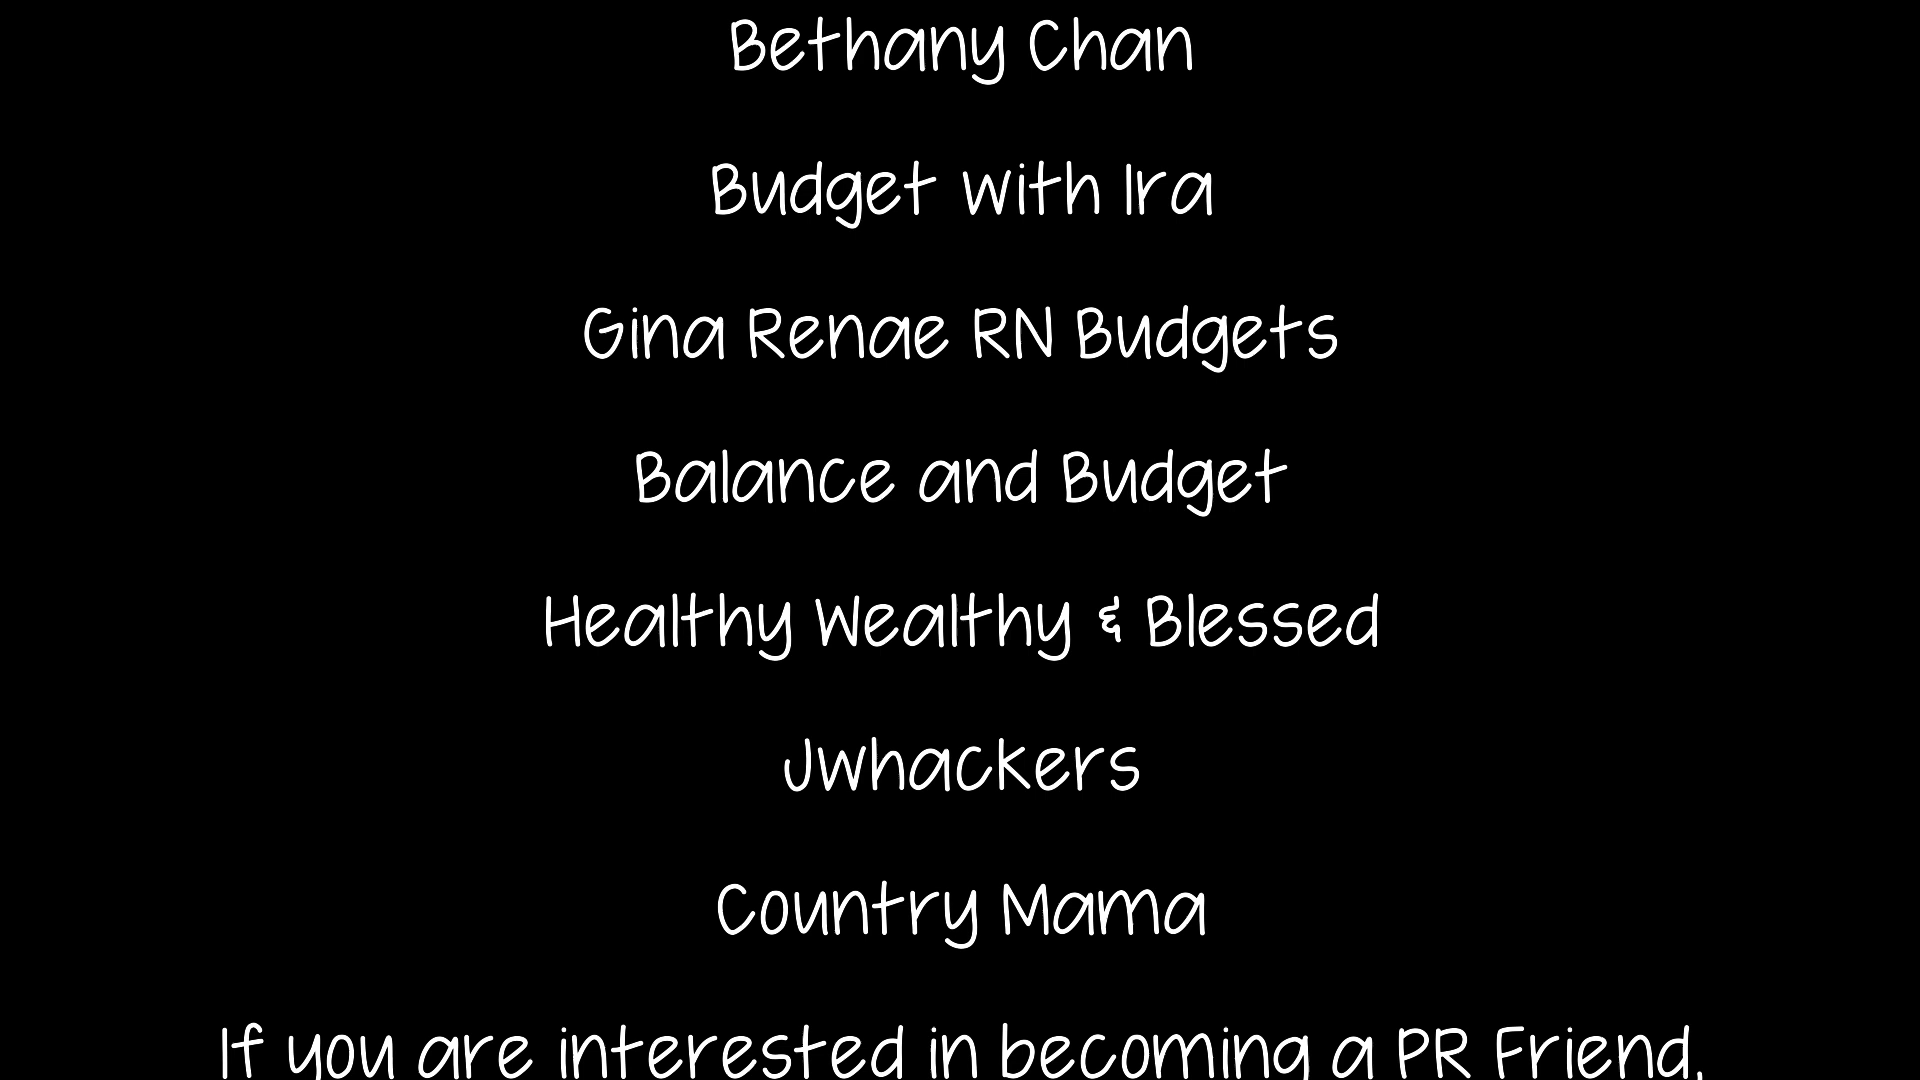 Bethany Chan
Budget with Ira
Gina Renae RN Budgets
Balance and Budget
Healthy Wealthy & Blessed
Jwhackers
Country Mama
If you are interested in becoming a PR Friend,